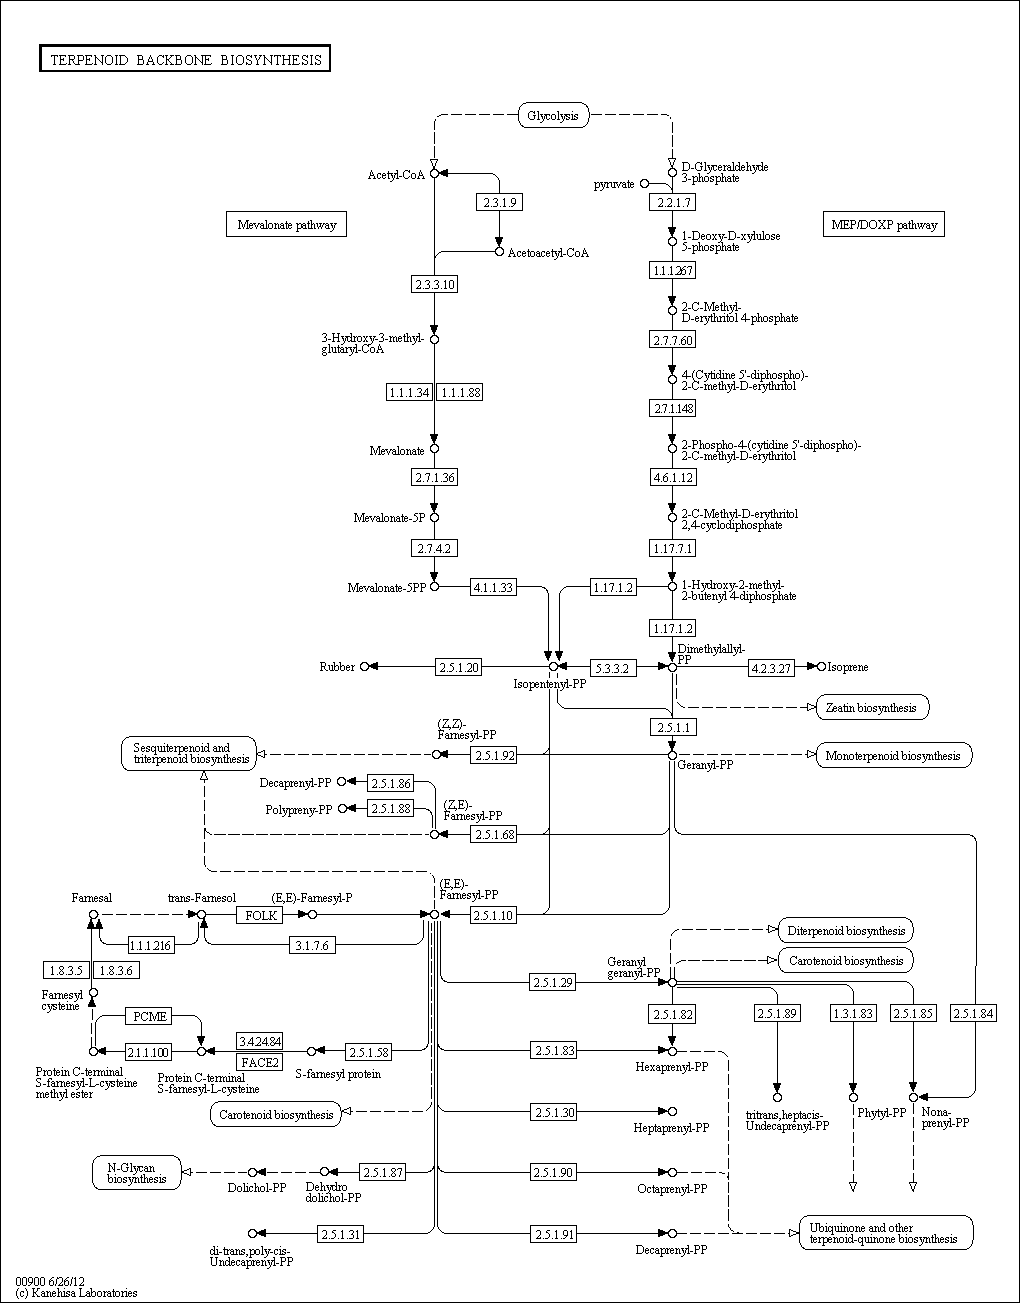 TERPENOID BACKBONE BIOSYNTHESIS
Glycolysis
Acetyl-CoA
D-Glyceraldehyde
3-phosphate
pyruvate
2.3.1.9
2.2.1.7
Mevalonate pathway
MEP/DOXP pathway
Acetoacetyl-CoA
1-Deoxy-D-xylulose
5-phosphate
2.3.3.10
1.1.1.267
3-Hydroxy-3-methyl-
glutaryl-CoA
2-C-Methyl-
D-erythritol 4-phosphate
2.7.7.60
1.1.1.34
1.1.1.88
4-(Cytidine 5'-diphospho)-
2-C-methyl-D-erythritol
2.7.1.148
Mevalonate
2-Phospho-4-(cytidine 5'-diphospho)-
2-C-methyl-D-erythritol
2.7.1.36
4.6.1.12
Mevalonate-5P
2-C-Methyl-D-erythritol
2,4-cyclodiphosphate
2.7.4.2
1.17.7.1
Mevalonate-5PP
4.1.1.33
1.17.1.2
1-Hydroxy-2-methyl-
2-butenyl 4-diphosphate
1.17.1.2
Dimethylallyl-
PP
Rubber
2.5.1.20
Isopentenyl-PP
5.3.3.2
4.2.3.27
Isoprene
Zeatin biosynthesis
2.5.1.1
Sesquiterpenoid and
triterpenoid biosynthesis
(Z,Z)-
Farnesyl-PP
2.5.1.92
Geranyl-PP
Monoterpenoid biosynthesis
Decaprenyl-PP
2.5.1.86
Polypreny-PP
2.5.1.88
(Z,E)-
Farnesyl-PP
2.5.1.68
Farnesal
trans-Farnesol
(E,E)-Farnesyl-P
(E,E)-
Farnesyl-PP
FOLK
2.5.1.10
1.1.1.216
3.1.7.6
Diterpenoid biosynthesis
Carotenoid biosynthesis
1.8.3.5
1.8.3.6
Geranyl
geranyl-PP
2.5.1.29
Farnesyl
cysteine
PCME
2.5.1.82
2.5.1.89
1.3.1.83
2.5.1.85
2.5.1.84
3.4.24.84
FACE2
2.1.1.100
2.5.1.58
2.5.1.83
Protein C-terminal
S-farnesyl-L-cysteine
methyl ester
Protein C-terminal
S-farnesyl-L-cysteine
S-farnesyl protein
Hexaprenyl-PP
Carotenoid biosynthesis
2.5.1.30
Heptaprenyl-PP
tritrans,heptacis-
Undecaprenyl-PP
Phytyl-PP
Nona-
prenyl-PP
N-Glycan
biosynthesis
Dolichol-PP
Dehydro
dolichol-PP
2.5.1.87
2.5.1.90
Octaprenyl-PP
2.5.1.31
di-trans,poly-cis-
Undecaprenyl-PP
2.5.1.91
Decaprenyl-PP
Ubiquinone and other
terpenoid-quinone biosynthesis
00900 6/26/12
(c) Kanehisa Laboratories